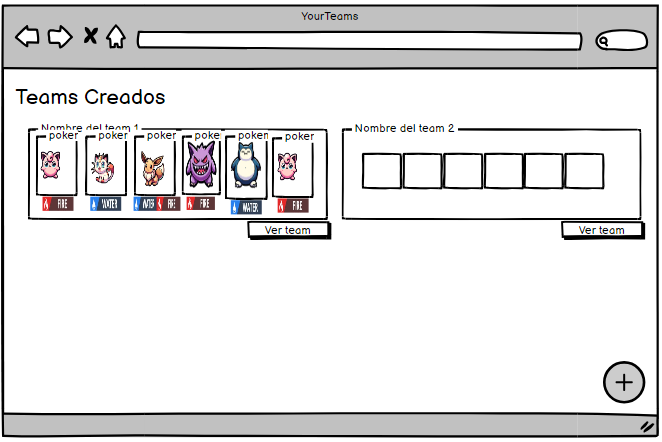 YourTeams
Teams Creados
Nombre del team 1
poker poker poker poke poker poker
FIRE WATER WATER FIRE FIRE WATER FIRE
Ver team
Nombre del team 2
Ver team